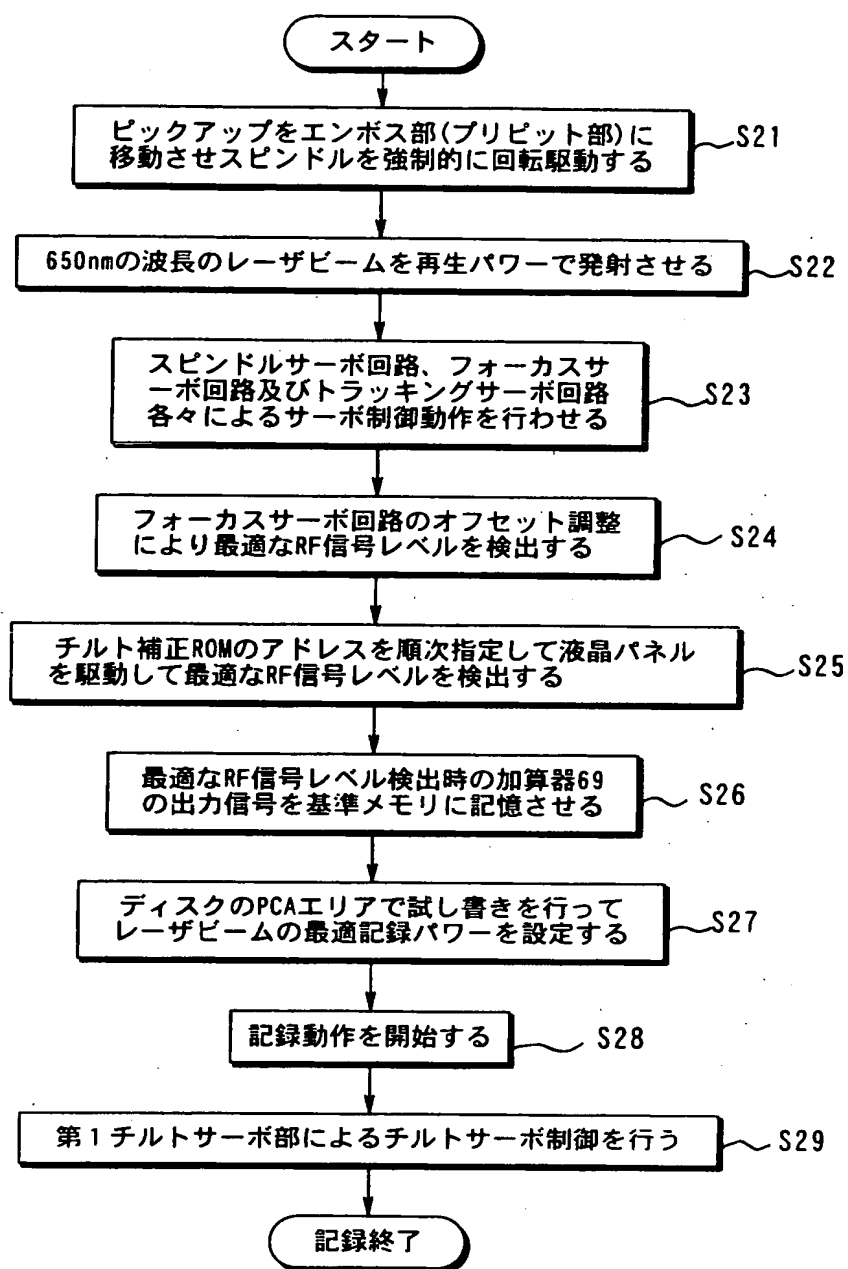 スタート
ピックアップをエンボス部(プリピット部)に
移動させスピンドルを強制的に回転駆動する
S21
650nmの波長のレーザビームを再生パワーで発射させる
S22
スピンドルサーボ回路、フォーカスサ
ーボ回路及びトラッキングサーボ回路
各々によるサーボ制御動作を行わせる
S23
フォーカスサーボ回路のオフセット調整
により最適なRF信号レベルを検出する
S24
チルト補正ROMのアドレスを順次指定して液晶パネル
を駆動して最適なRF信号レベルを検出する
S25
最適なRF信号レベル検出時の加算器69
の出力信号を基準メモリに記憶させる
S26
ディスクのPCAエリアで試し書きを行って
レーザビームの最適記録パワーを設定する
S27
記録動作を開始する
S28
第1チルトサーボ部によるチルトサーボ制御を行う
S29
記録終了